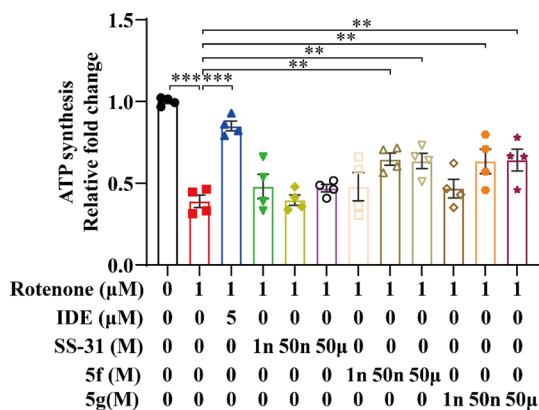 1.5
**
**
**
**
******
1.0
0.5
0.0
ATP synthesis
Relative fold change
Rotenone (μM) 0 1 1 1 1 1 1 1 1 1 1 1
IDE (μM) 0 0 5 0 0 0 0 0 0 0 0 0
SS-31 (M) 0 0 0 1n 50n 50μ 0 0 0 0 0 0
5f (M) 0 0 0 0 0 0 1n 50n 50μ 0 0 0
5g(M) 0 0 0 0 0 0 0 0 0 1n 50n 50μ